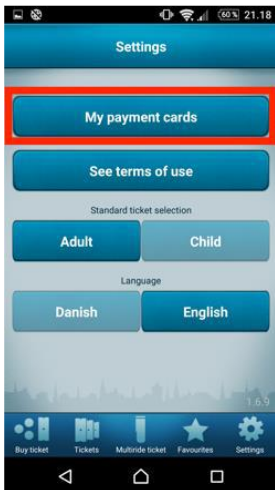 60% 21.18
Settings
My payment cards
See terms of use
Standard ticket selection
Adult Child
Language
Danish English
1.6.9
Buy ticket Tickets Multiride ticket Favourites Settings